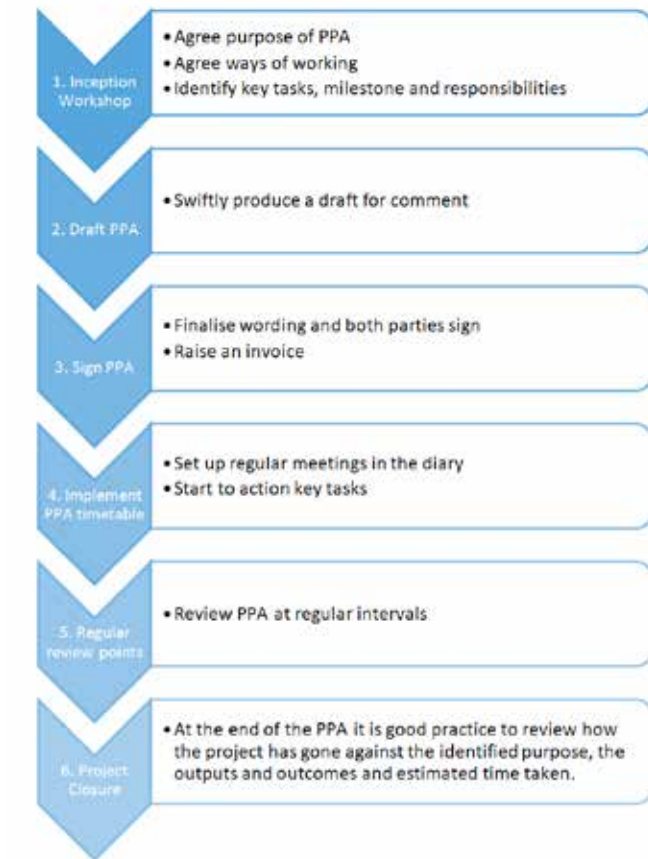 1. Inception
Workshop
• Agree purpose of PPA
• Agree ways of working
• Identify key tasks, milestone and responsibilities
2. Draft PPA
• Swiftly produce a draft for comment
3. Sign PPA
• Finalise wording and both parties sign
• Raise an invoice
4. Implement
PPA timetable
• Set up regular meetings in the diary
• Start to action key tasks
5. Regular
review points
• Review PPA at regular intervals
6. Project
Closure
• At the end of the PPA it is good practice to review how
the project has gone against the identified purpose, the
outputs and outcomes and estimated time taken.